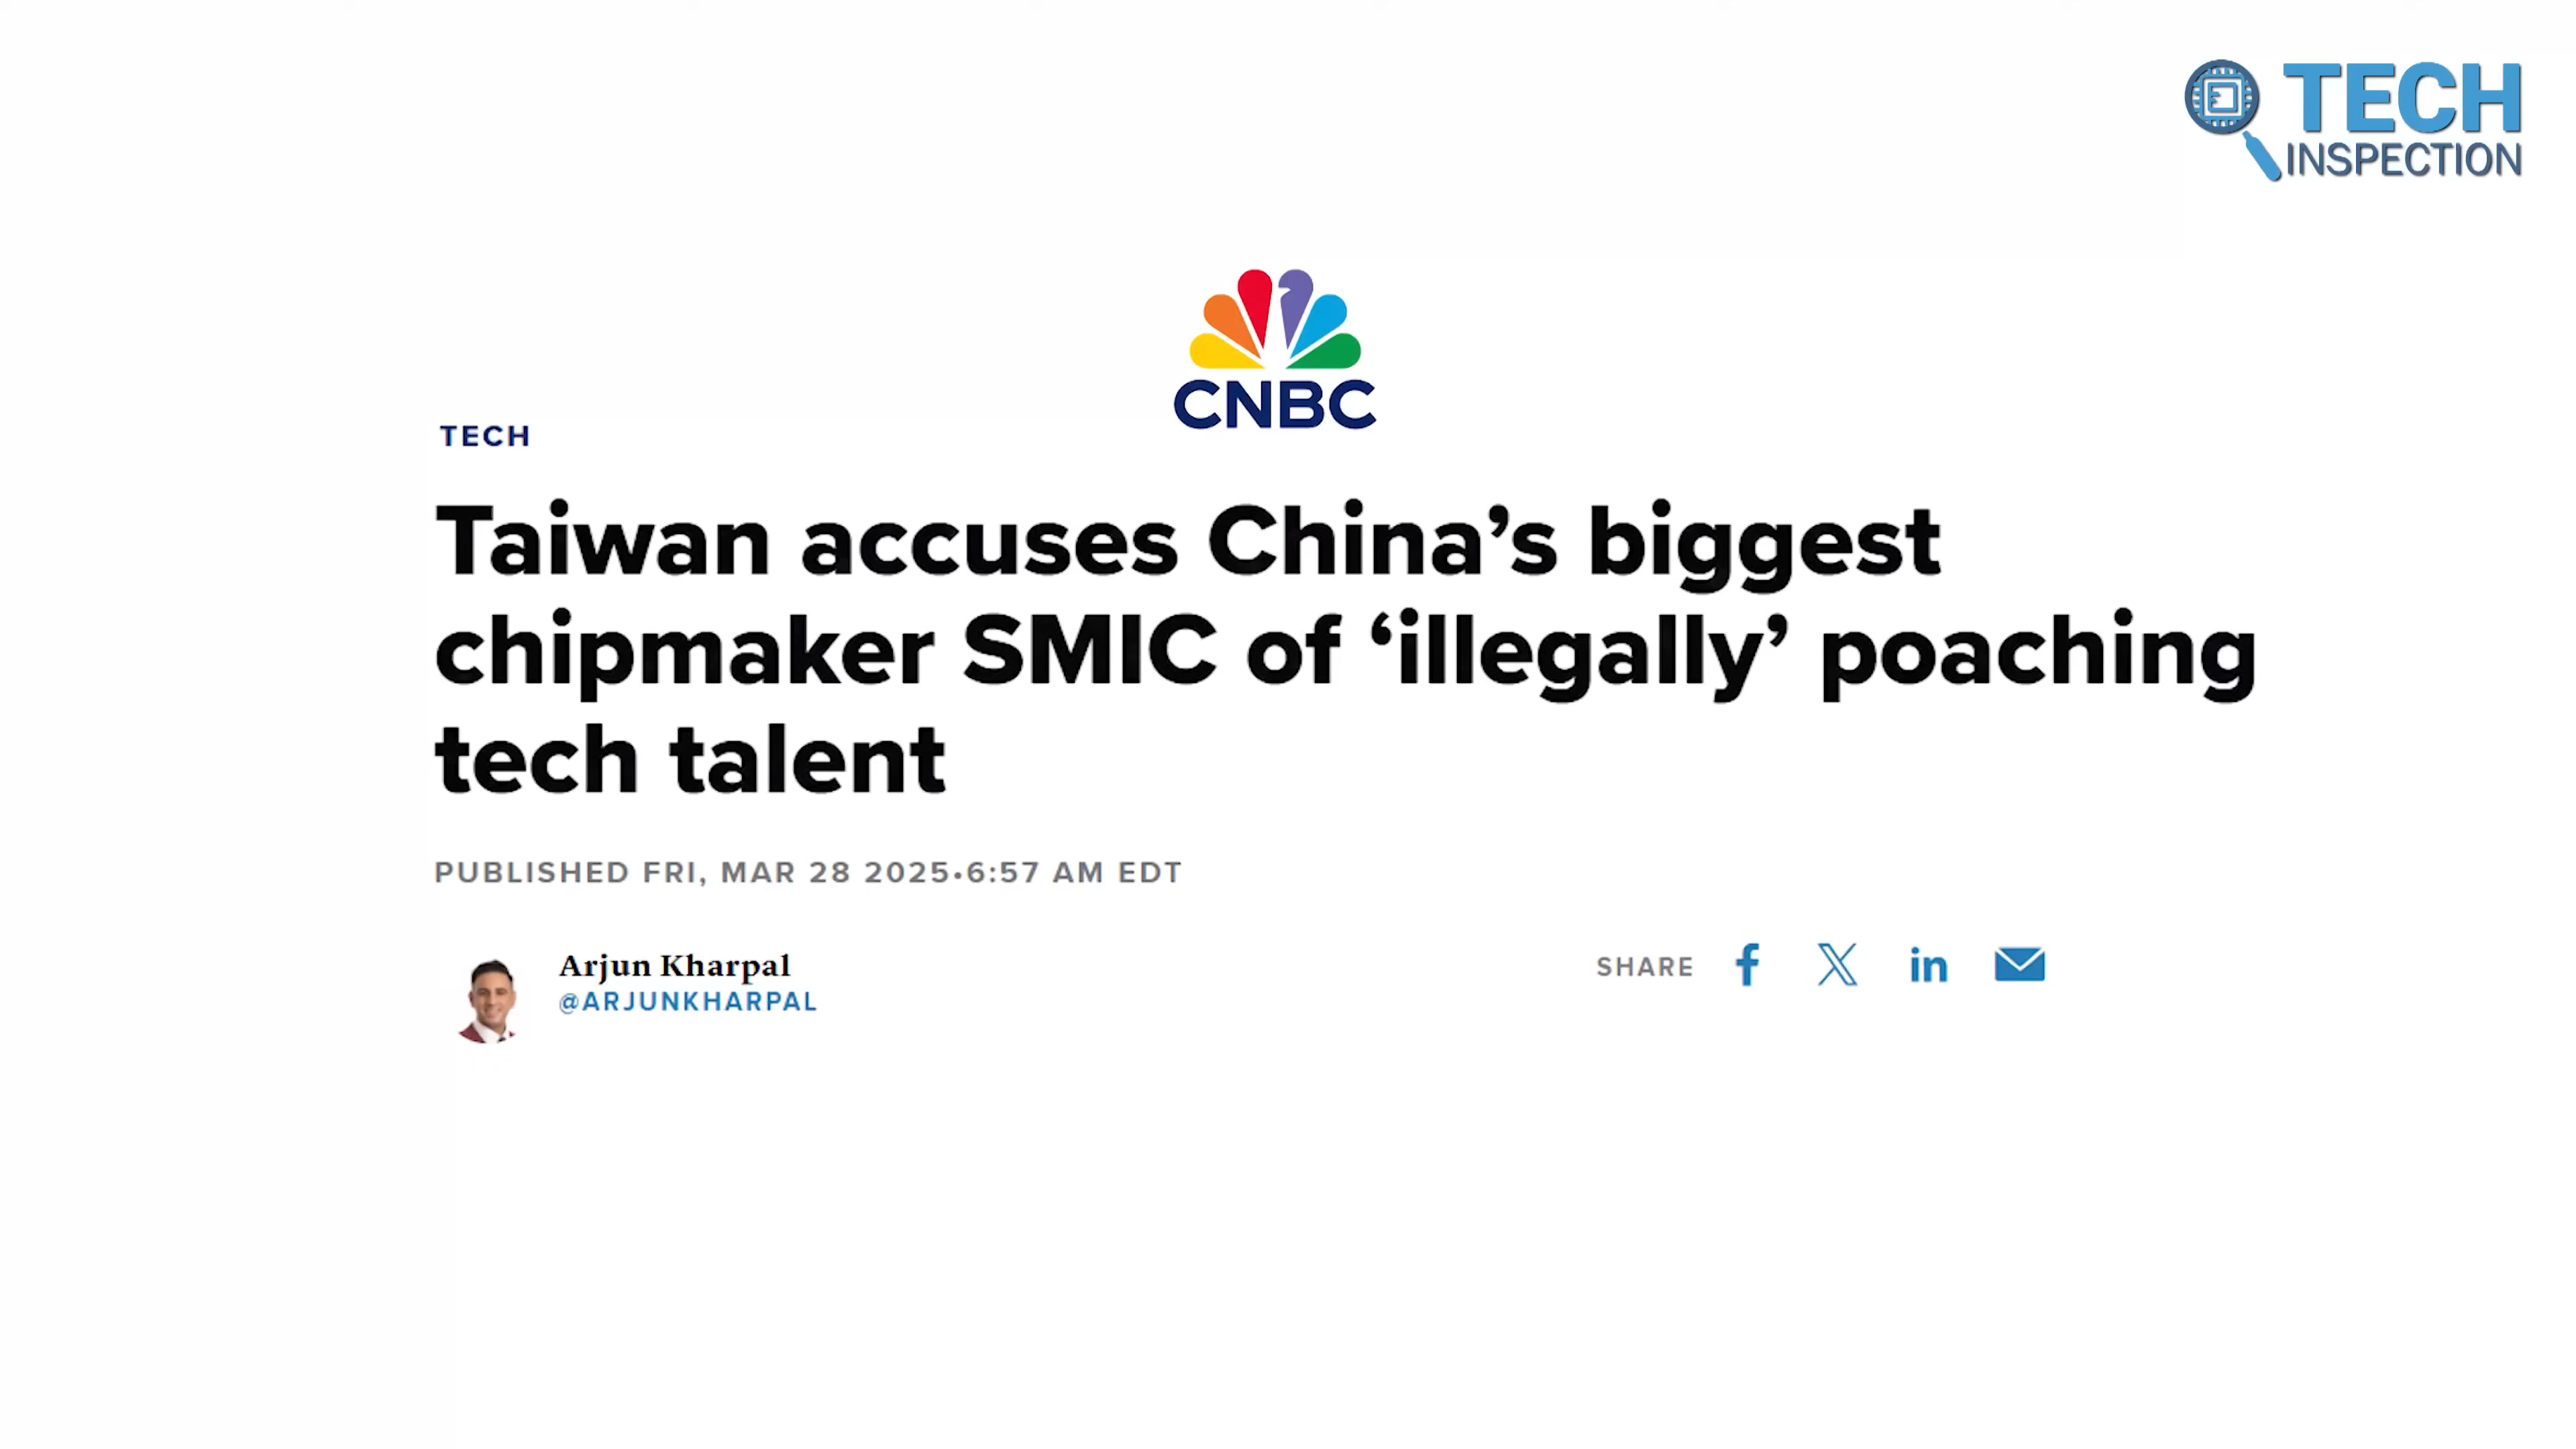 TECH
INSPECTION
CNBC
TECH
Taiwan accuses China’s biggest
chipmaker SMIC of ‘illegally’ poaching
tech talent
PUBLISHED FRI, MAR 28 2025•6:57 AM EDT
Arjun Kharpal
@ARJUNKHARPAL
SHARE